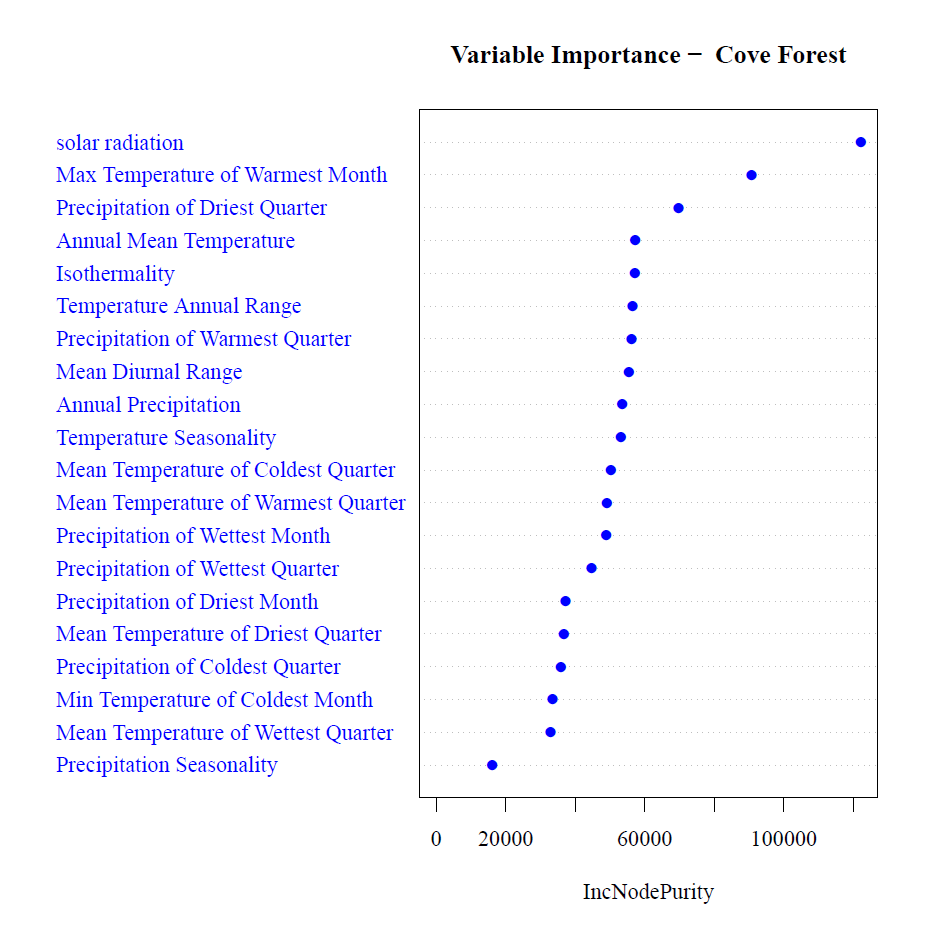 Variable Importance − Cove Forest
solar radiation
Max Temperature of Warmest Month
Precipitation of Driest Quarter
Annual Mean Temperature
Isothermality
Temperature Annual Range
Precipitation of Warmest Quarter
Mean Diurnal Range
Annual Precipitation
Temperature Seasonality
Mean Temperature of Coldest Quarter
Mean Temperature of Warmest Quarter
Precipitation of Wettest Month
Precipitation of Wettest Quarter
Precipitation of Driest Month
Mean Temperature of Driest Quarter
Precipitation of Coldest Quarter
Min Temperature of Coldest Month
Mean Temperature of Wettest Quarter
Precipitation Seasonality
0 20000 60000 100000
IncNodePurity